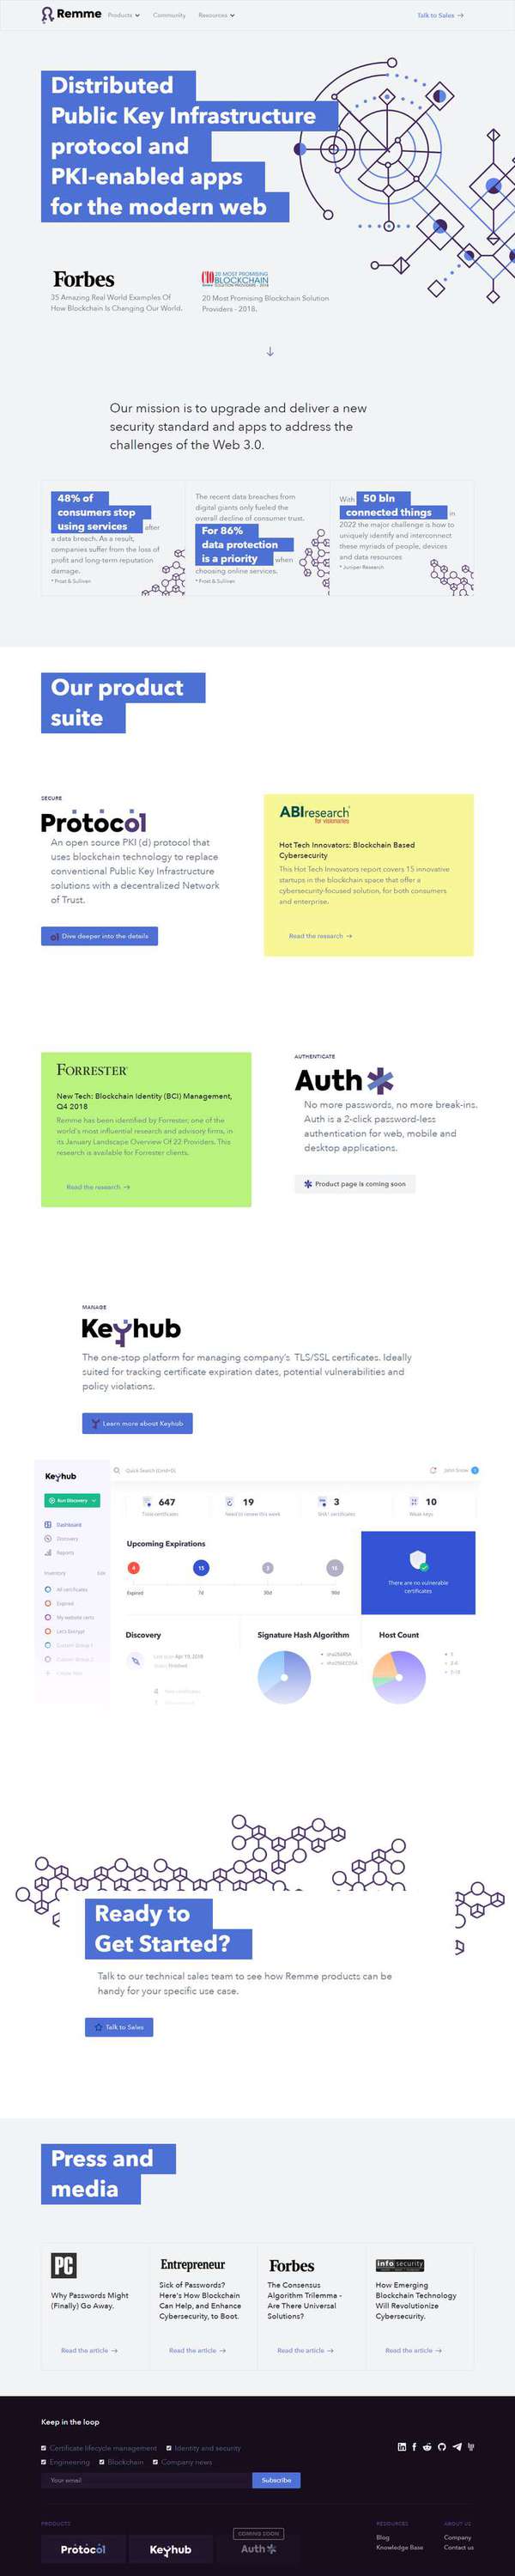 Remme Products Community Resources Talk to Sales →
Distributed
Public Key Infrastructure
protocol and
PKI-enabled apps
for the modern web
Forbes
35 Amazing Real World Examples Of
How Blockchain Is Changing Our World.
20 MOST PROMISING
BLOCKCHAIN
SOLUTION PROVIDERS - 2018
20 Most Promising Blockchain Solution
Providers - 2018.
Our mission is to upgrade and deliver a new
security standard and apps to address the
challenges of the Web 3.0.
48% of
consumers stop
using services after
a data breach. As a result,
companies suffer from the loss of
profit and long-term reputation
damage.
* Frost & Sullivan
The recent data breaches from
digital giants only fueled the
overall decline of consumer trust.
For 86%
data protection
is a priority when
choosing online services.
* Frost & Sullivan
With 50 bln
connected things in
2022 the major challenge is how to
uniquely identify and interconnect
these myriads of people, devices
and data resources
* Juniper Research
Our product
suite
SECURE
Protocol
An open source PKI (d) protocol that
uses blockchain technology to replace
conventional Public Key Infrastructure
solutions with a decentralized Network
of Trust.
Dive deeper into the details
ABIresearch
for visionaries
Hot Tech Innovators: Blockchain Based
Cybersecurity
This Hot Tech Innovators report covers 15 innovative
startups in the blockchain space that offer a
cybersecurity-focused solution, for both consumers
and enterprise.
Read the research →
FORRESTER
New Tech: Blockchain Identity (BCI) Management,
Q4 2018
Remme has been identified by Forrester, one of the
world's most influential research and advisory firms, in
its January Landscape Overview Of 22 Providers. This
research is available for Forrester clients.
Read the research →
AUTHENTICATE
Auth
No more passwords, no more break-ins.
Auth is a 2-click password-less
authentication for web, mobile and
desktop applications.
Product page is coming soon
MANAGE
Keyhub
The one-stop platform for managing company's TLS/SSL certificates. Ideally
suited for tracking certificate expiration dates, potential vulnerabilities and
policy violations.
Learn more about Keyhub
Keyhub
Run Discovery
Dashboard
Discovery
Reports
Inventory Edit
All certificates
Expired
My website certs
Let's Encrypt
Custom Group 1
Custom Group 2
Quick Search (Cmd+S)
647
Total certificates
19
Need to renew this week
3
SHA1 certificates
10
Weak keys
Upcoming Expirations
4 15 3 16
Expired 7d 30d 90d
There are no vulnerable
certificates
Discovery
Last scan Apr 15, 2018
Status Finished
Signature Hash Algorithm
Host Count
Ready to
Get Started?
Talk to our technical sales team to see how Remme products can be
handy for your specific use case.
Talk to Sales
Press and
media
PC
Why Passwords Might
(Finally) Go Away.
Read the article →
Entrepreneur
Sick of Passwords?
Here's How Blockchain
Can Help, and Enhance
Cybersecurity, to Boot.
Read the article →
Forbes
The Consensus
Algorithm Trilemma -
Are There Universal
Solutions?
Read the article →
info security
How Emerging
Blockchain Technology
Will Revolutionize
Cybersecurity.
Read the article →
Keep in the loop
Certificate lifecycle management Identity and security
Engineering Blockchain Company news
Your email Subscribe
PRODUCTS
Protocol
Keyhub
COMING SOON
Auth
RESOURCES
Blog
Knowledge Base
ABOUT US
Company
Contact us